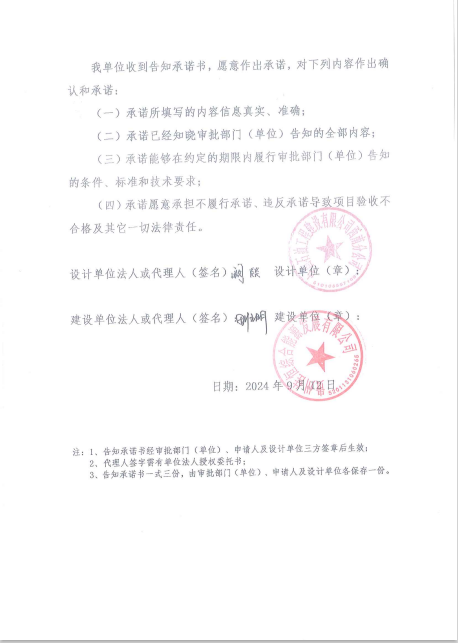 我单位收到告知承诺书，愿意作出承诺，对下列内容作出确
认和承诺：
（一）承诺所填写的内容信息真实、准确；
（二）承诺已经知晓审批部门（单位）告知的全部内容；
（三）承诺能够在约定的期限内履行审批部门（单位）告知
的条件、标准和技术要求；
（四）承诺愿意承担不履行承诺、违反承诺导致项目验收不
合格及其它一切法律责任。
设计单位法人或代理人（签名） 设计单位（章）：
建设单位法人或代理人（签名） 建设单位（章）：
日期：2024年9月12日
注：1、告知承诺书经审批部门（单位）、申请人及设计单位三方签章后生效；
2、代理人签字需有单位法人授权委托书；
3、告知承诺书一式三份，由审批部门（单位）、申请人及设计单位各保存一份。